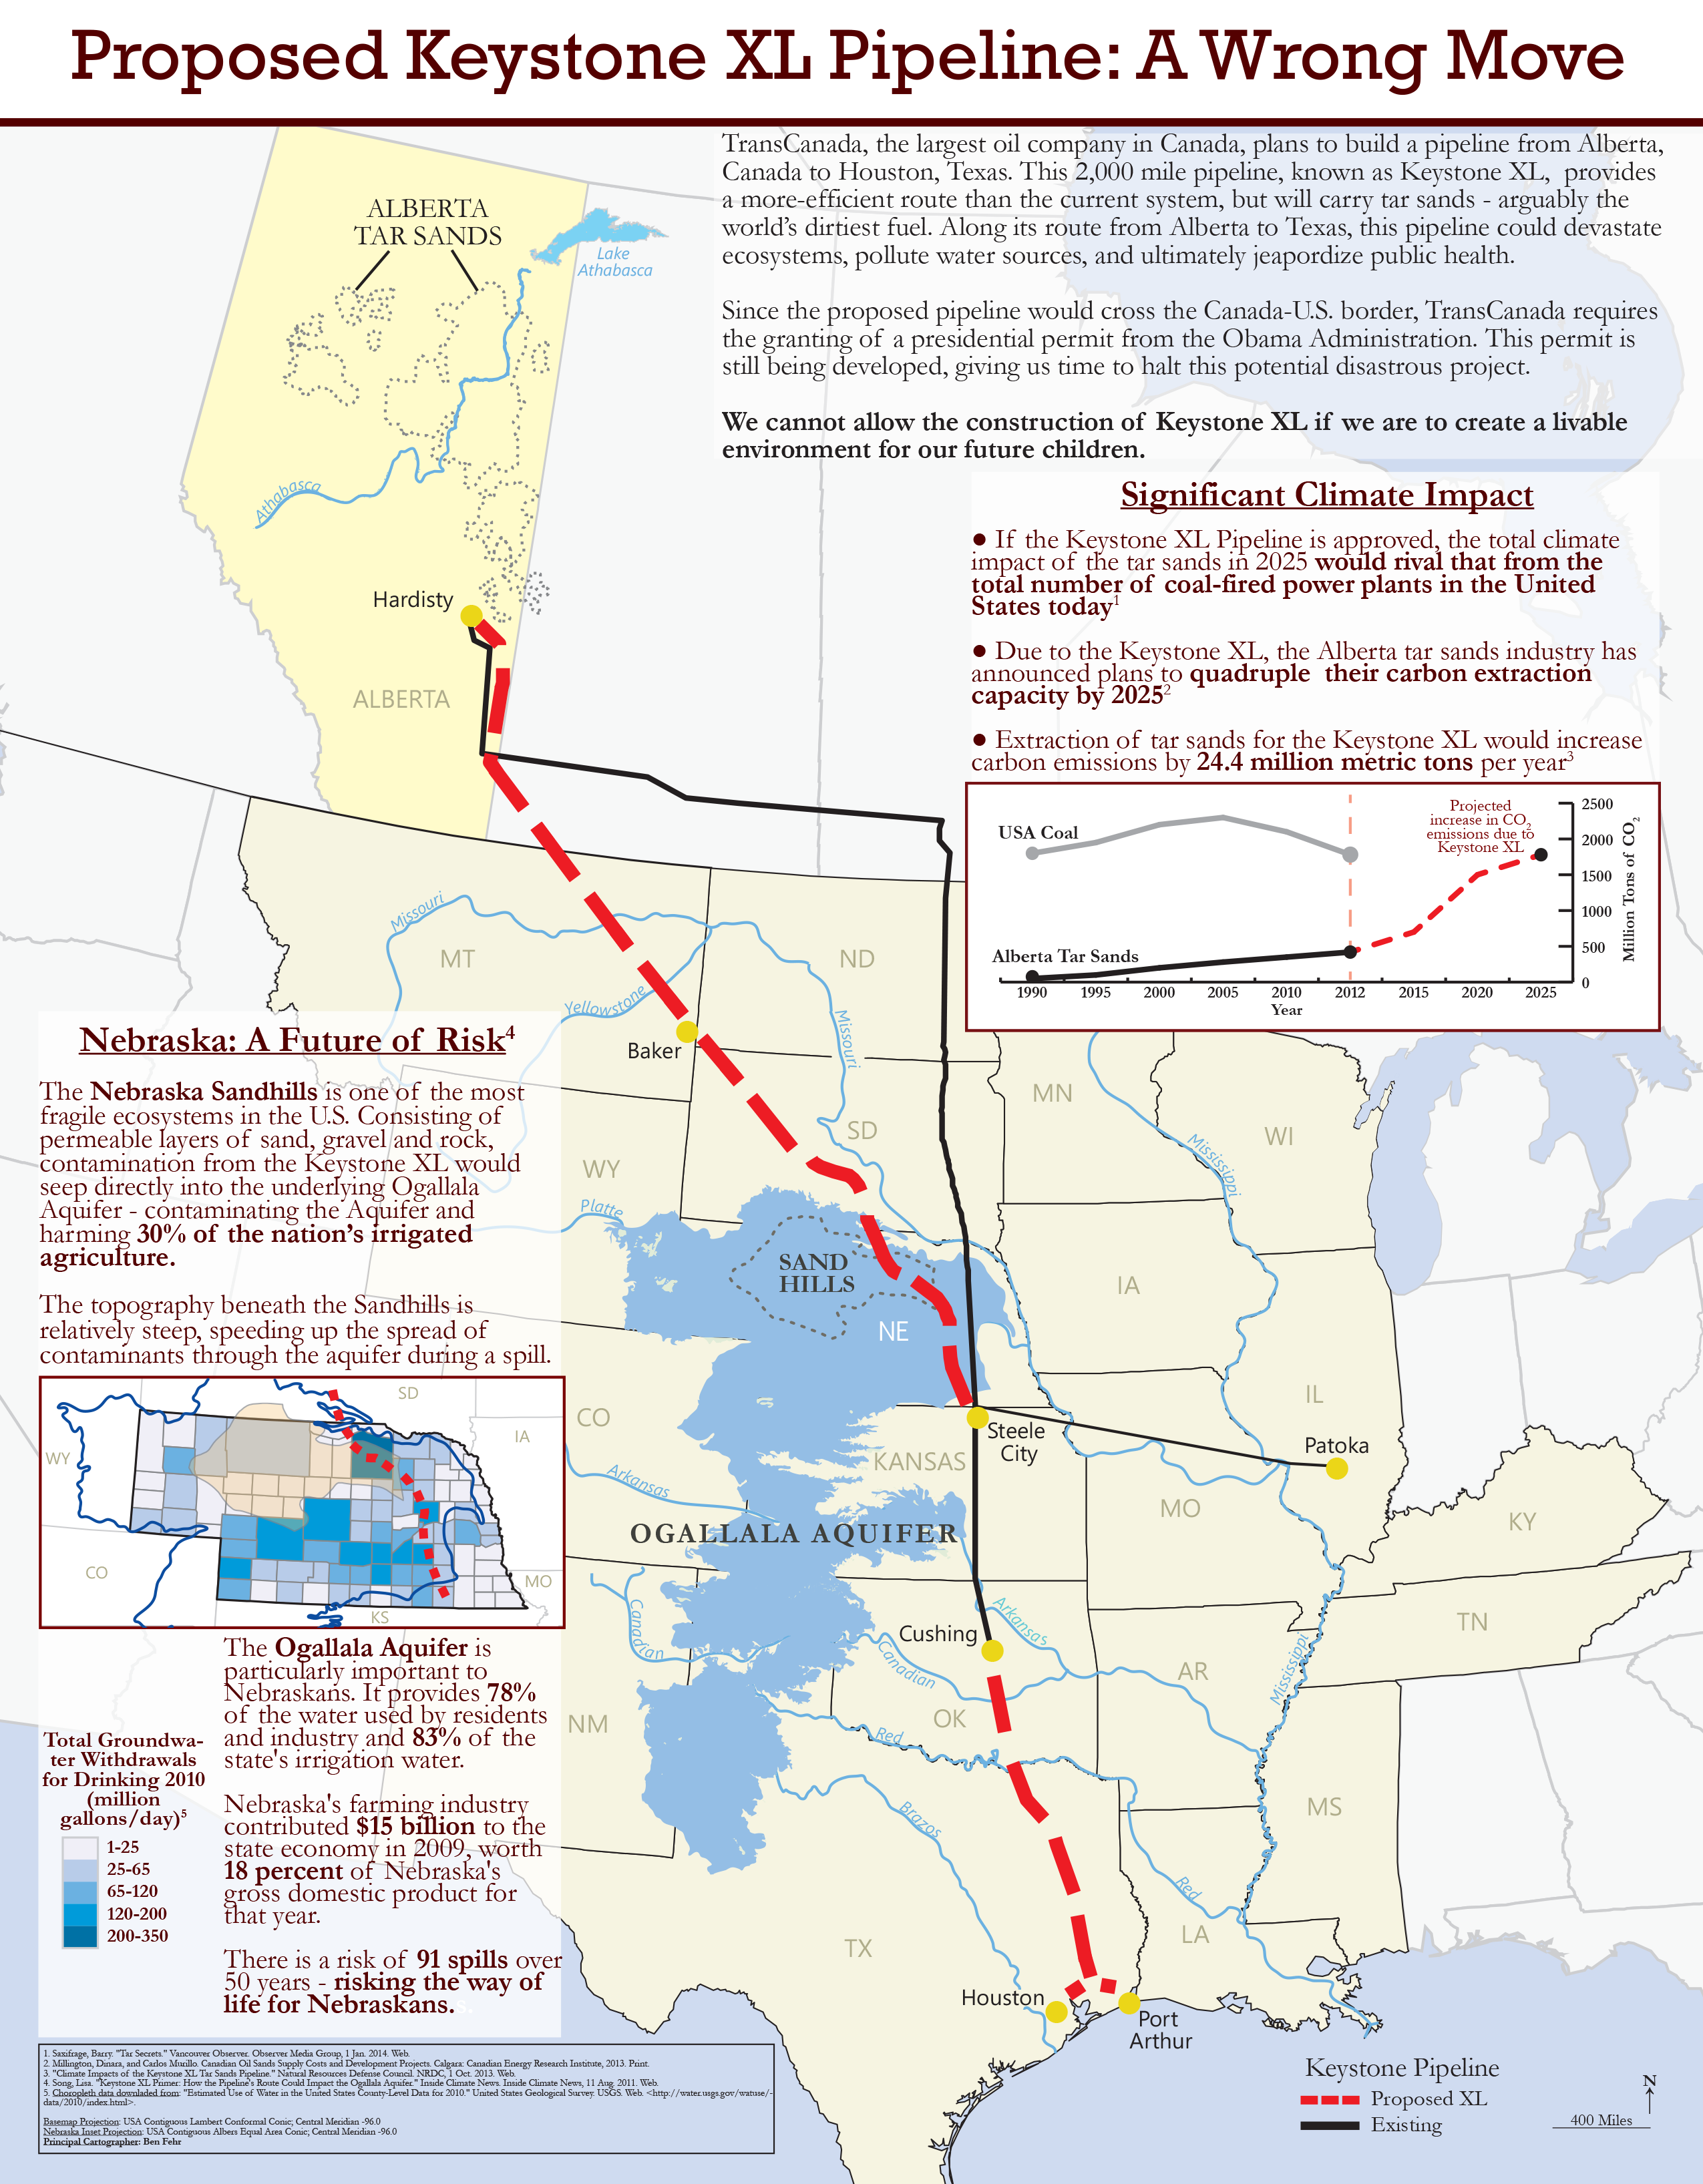 Proposed Keystone XL Pipeline: A Wrong Move
TransCanada, the largest oil company in Canada, plans to build a pipeline from Alberta,
Canada to Houston, Texas. This 2,000 mile pipeline, known as Keystone XL, provides
a more-efficient route than the current system, but will carry tar sands - arguably the
world's dirtiest fuel. Along its route from Alberta to Texas, this pipeline could devastate
ecosystems, pollute water sources, and ultimately jeapordize public health.
Since the proposed pipeline would cross the Canada-U.S. border, TransCanada requires
the granting of a presidential permit from the Obama Administration. This permit is
still being developed, giving us time to halt this potential disastrous project.
We cannot allow the construction of Keystone XL if we are to create a livable
environment for our future children.
ALBERTA
TAR SANDS
Lake
Athabasca
Athabasca
Hardisty
ALBERTA
Significant Climate Impact
● If the Keystone XL Pipeline is approved, the total climate
impact of the tar sands in 2025 would rival that from the
total number of coal-fired power plants in the United
States today1
● Due to the Keystone XL, the Alberta tar sands industry has
announced plans to quadruple their carbon extraction
capacity by 20252
● Extraction of tar sands for the Keystone XL would increase
carbon emissions by 24.4 million metric tons per year3
USA Coal
Alberta Tar Sands
Projected
increase in CO2
emissions due to
Keystone XL
2500
2000
1500
1000
500
0
Million Tons of CO2
1990 1995 2000 2005 2010 2012 2015 2020 2025
Year
Missouri
MT
ND
Yellowstone
Missouri
Baker
MN
SD
WI
Mississippi
WY
Platte
SAND
HILLS
NE
IA
IL
CO
Steele
City
Patoka
KANSAS
Arkansas
MO
KY
OGALLALA AQUIFER
Canadian
Cushing
Arkansas
Canadian
TN
AR
Mississippi
NM
OK
Red
Brazos
MS
Red
TX
LA
Houston
Port
Arthur
Nebraska: A Future of Risk4
The Nebraska Sandhills is one of the most
fragile ecosystems in the U.S. Consisting of
permeable layers of sand, gravel and rock,
contamination from the Keystone XL would
seep directly into the underlying Ogallala
Aquifer - contaminating the Aquifer and
harming 30% of the nation's irrigated
agriculture.
The topography beneath the Sandhills is
relatively steep, speeding up the spread of
contaminants through the aquifer during a spill.
SD
WY
IA
CO
MO
KS
The Ogallala Aquifer is
particularly important to
Nebraskans. It provides 78%
of the water used by residents
and industry and 83% of the
state's irrigation water.
Nebraska's farming industry
contributed $15 billion to the
state economy in 2009, worth
18 percent of Nebraska's
gross domestic product for
that year.
There is a risk of 91 spills over
50 years - risking the way of
life for Nebraskans.s.
Total Groundwa-
ter Withdrawals
for Drinking 2010
(million
gallons/day)5
1-25
25-65
65-120
120-200
200-350
1. Saxifrage, Barry. "Tar Secrets." Vancouver Observer. Observer Media Group, 1 Jan. 2014. Web.
2. Millington, Dinara, and Carlos Murillo. Canadian Oil Sands Supply Costs and Development Projects. Calgara: Canadian Energy Research Institute, 2013. Print.
3. "Climate Impacts of the Keystone XL Tar Sands Pipeline." Natural Resources Defense Council. NRDC, 1 Oct. 2013. Web.
4. Song, Lisa. "Keystone XL Primer: How the Pipeline's Route Could Impact the Ogallala Aquifer." Inside Climate News. Inside Climate News, 11 Aug. 2011. Web.
5. Choropleth data downladed from: "Estimated Use of Water in the United States County-Level Data for 2010." United States Geological Survey. USGS. Web. <http://water.usgs.gov/watuse/-
data/2010/index.html>.
Basemap Projection: USA Contiguous Lambert Conformal Conic; Central Meridian -96.0
Nebraska Inset Projection: USA Contiguous Albers Equal Area Conic; Central Meridian -96.0
Principal Cartographer: Ben Fehr
Keystone Pipeline
Proposed XL
Existing
N
400 Miles